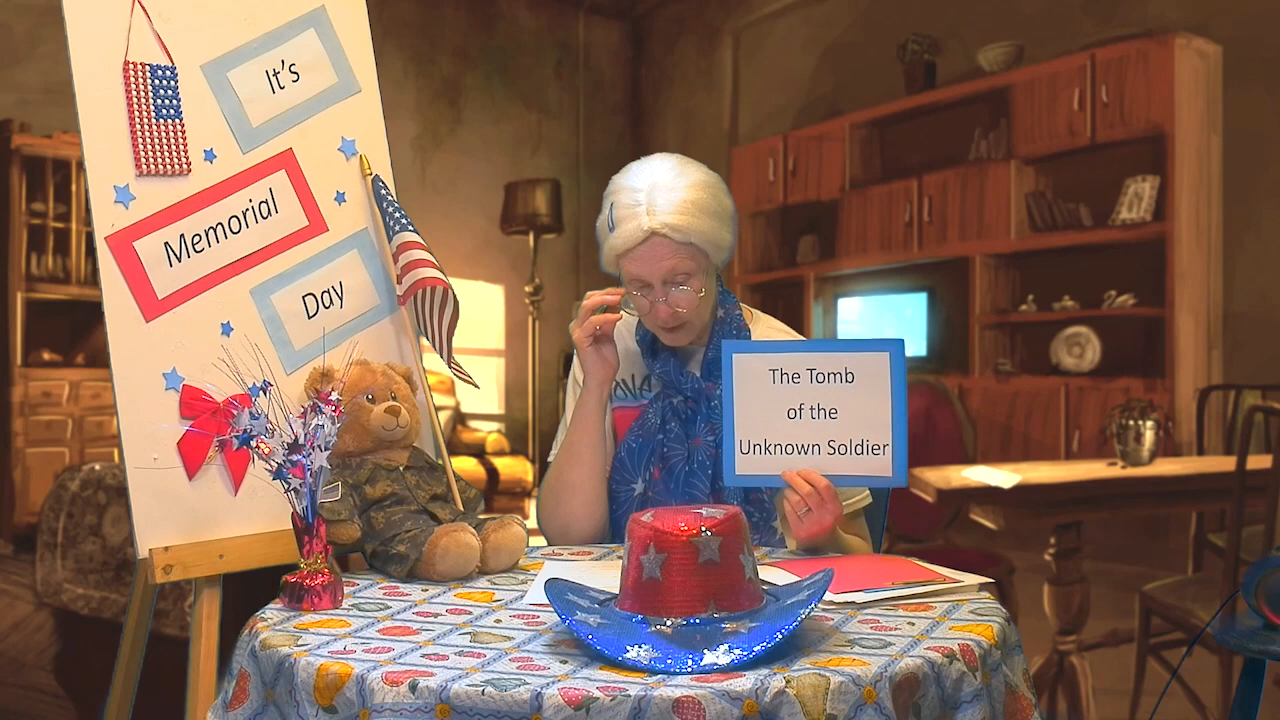 It's
Memorial
Day
The Tomb
of the
Unknown Soldier